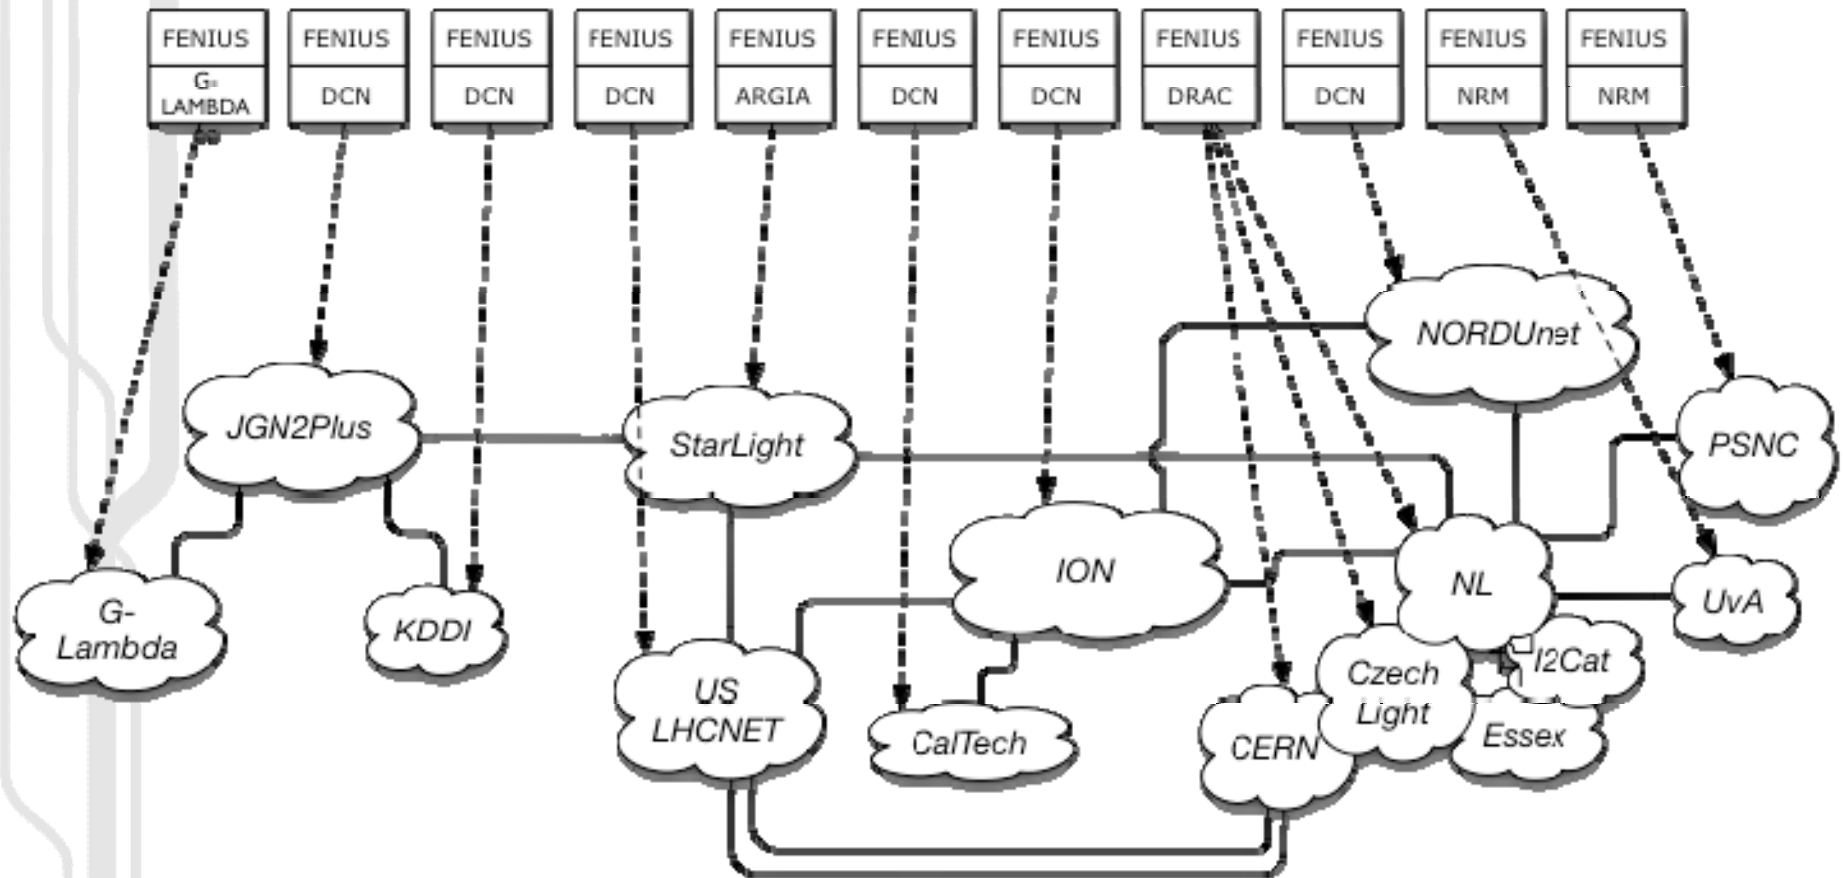 FENIUS
FENIUS
FENIUS
FENIUS
FENIUS
FENIUS
FENIUS
FENIUS
FENIUS
FENIUS
FENIUS
G-
LAMBDA
DCN
DCN
DCN
ARGIA
DCN
DCN
DRAC
DCN
NRM
NRM
NORDUnet
JGN2Plus
StarLight
PSNC
ION
NL
UvA
G-
Lambda
KDDI
US
LHCNET
CalTech
CERN
Czech
Light
I2Cat
Essex